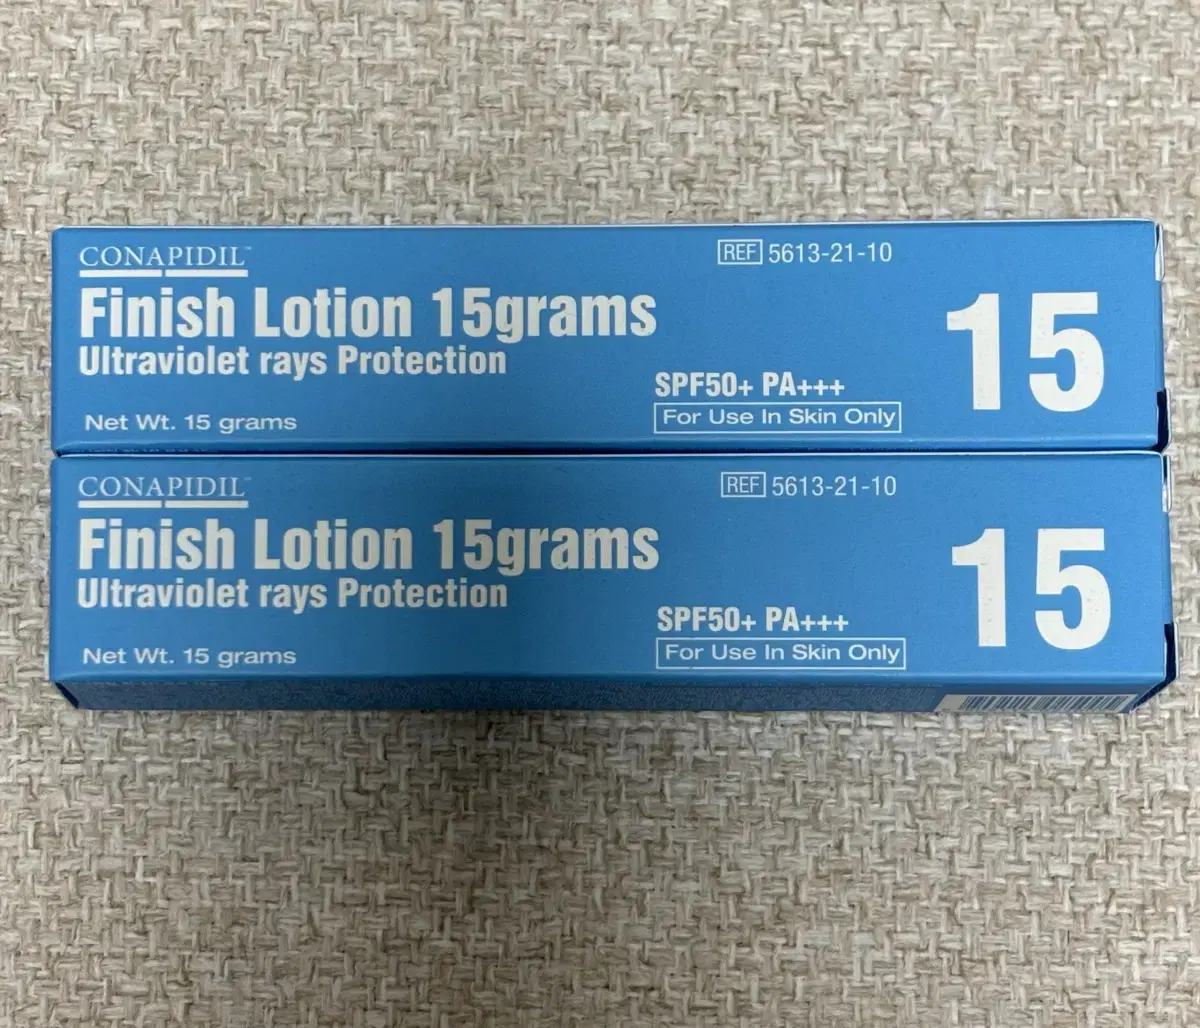 CONAPIDIL™
REF 5613-21-10
Finish Lotion 15grams
Ultraviolet rays Protection
15
SPF50+ PA+++
For Use In Skin Only
Net Wt. 15 grams
CONAPIDIL™
REF 5613-21-10
Finish Lotion 15grams
Ultraviolet rays Protection
15
SPF50+ PA+++
For Use In Skin Only
Net Wt. 15 grams